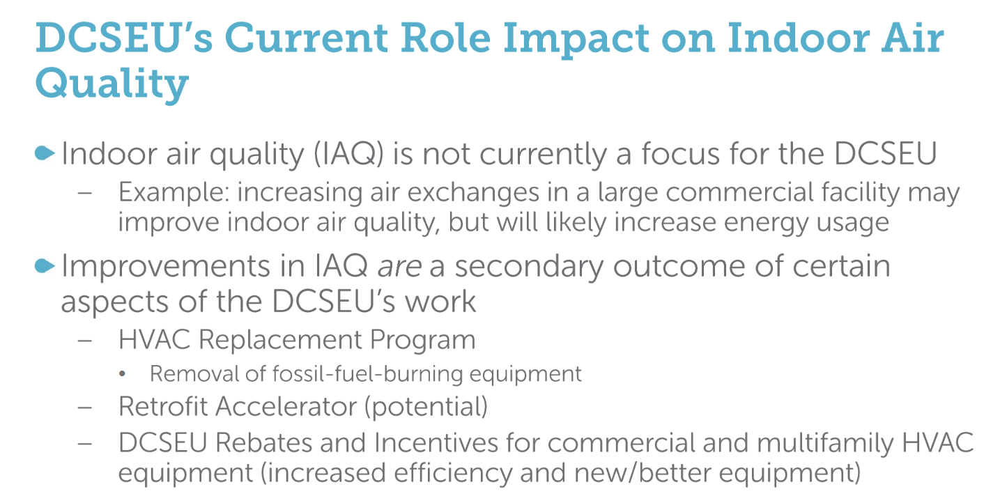 DCSEU’s Current Role Impact on Indoor Air
Quality
Indoor air quality (IAQ) is not currently a focus for the DCSEU
– Example: increasing air exchanges in a large commercial facility may
improve indoor air quality, but will likely increase energy usage
Improvements in IAQ are a secondary outcome of certain
aspects of the DCSEU’s work
– HVAC Replacement Program
• Removal of fossil-fuel-burning equipment
– Retrofit Accelerator (potential)
– DCSEU Rebates and Incentives for commercial and multifamily HVAC
equipment (increased efficiency and new/better equipment)